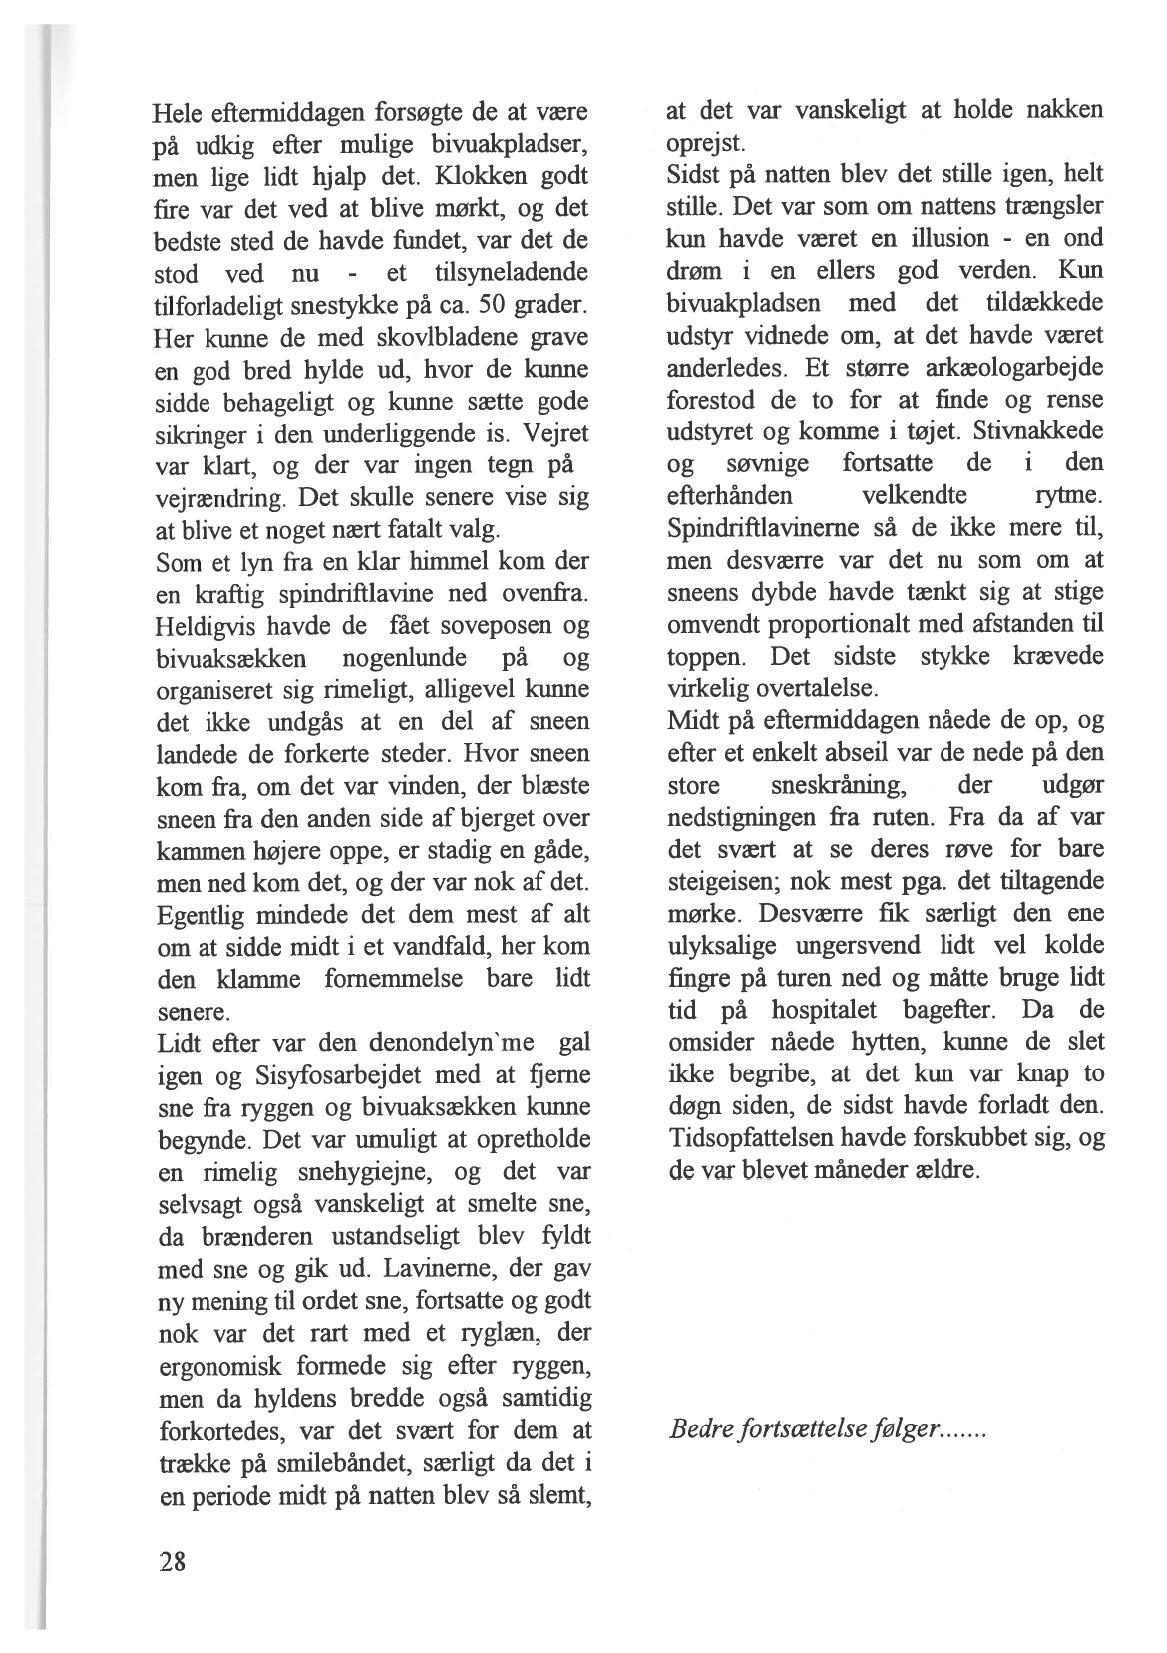 Hele eftermiddagen forsøgte de at være
på udkig efter mulige bivuakpladser,
men lige lidt hjalp det. Klokken godt
fire var det ved at blive mørkt, og det
bedste sted de havde fundet, var det de
stod ved nu - et tilsyneladende
tilforladeligt snestykke på ca. 50 grader.
Her kunne de med skovlbladene grave
en god bred hylde ud, hvor de kunne
sidde behageligt og kunne sætte gode
sikringer i den underliggende is. Vejret
var klart, og der var ingen tegn på
vejrændring. Det skulle senere vise sig
at blive et noget nært fatalt valg.
Som et lyn fra en klar himmel kom der
en kraftig spindriftlavine ned ovenfra.
Heldigvis havde de fået soveposen og
bivuaksækken nogenlunde på og
organiseret sig rimeligt, alligevel kunne
det ikke undgås at en del af sneen
landede de forkerte steder. Hvor sneen
kom fra, om det var vinden, der blæste
sneen fra den anden side af bjerget over
kammen højere oppe, er stadig en gåde,
men ned kom det, og der var nok af det.
Egentlig mindede det dem mest af alt
om at sidde midt i et vandfald, her kom
den klamme fornemmelse bare lidt
senere.
Lidt efter var den denondelyn`me gal
igen og Sisyfosarbejdet med at fjerne
sne fra ryggen og bivuaksækken kunne
begynde. Det var umuligt at opretholde
en rimelig snehygiejne, og det var
selvsagt også vanskeligt at smelte sne,
da brænderen ustandseligt blev fyldt
med sne og gik ud. Lavinerne, der gav
ny mening til ordet sne, fortsatte og godt
nok var det rart med et ryglæn, der
ergonomisk formede sig efter ryggen,
men da hyldens bredde også samtidig
forkortedes, var det svært for dem at
trække på smilebåndet, særligt da det i
en periode midt på natten blev så slemt,
at det var vanskeligt at holde nakken
oprejst.
Sidst på natten blev det stille igen, helt
stille. Det var som om nattens trængsler
kun havde været en illusion - en ond
drøm i en ellers god verden. Kun
bivuakpladsen med det tildækkede
udstyr vidnede om, at det havde været
anderledes. Et større arkæologarbejde
forestod de to for at finde og rense
udstyret og komme i tøjet. Stivnakkede
og søvnige fortsatte de i den
efterhånden velkendte rytme.
Spindriftlavinerne så de ikke mere til,
men desværre var det nu som om at
sneens dybde havde tænkt sig at stige
omvendt proportionalt med afstanden til
toppen. Det sidste stykke krævede
virkelig overtalelse.
Midt på eftermiddagen nåede de op, og
efter et enkelt abseil var de nede på den
store sneskråning, der udgør
nedstigningen fra ruten. Fra da af var
det svært at se deres røve for bare
steigeisen; nok mest pga. det tiltagende
mørke. Desværre fik særligt den ene
ulyksalige ungersvend lidt vel kolde
fingre på turen ned og måtte bruge lidt
tid på hospitalet bagefter. Da de
omsider nåede hytten, kunne de slet
ikke begribe, at det kun var knap to
døgn siden, de sidst havde forladt den.
Tidsopfattelsen havde forskubbet sig, og
de var blevet måneder ældre.
Bedre fortsættelse følger.......
28